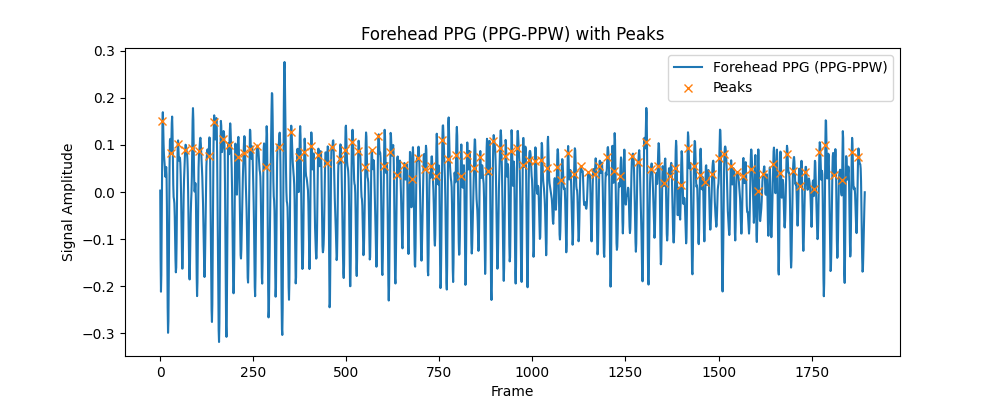 Forehead PPG (PPG-PPW) with Peaks
Forehead PPG (PPG-PPW)
Peaks
Signal Amplitude
0.3
0.2
0.1
0.0
−0.1
−0.2
−0.3
0 250 500 750 1000 1250 1500 1750
Frame